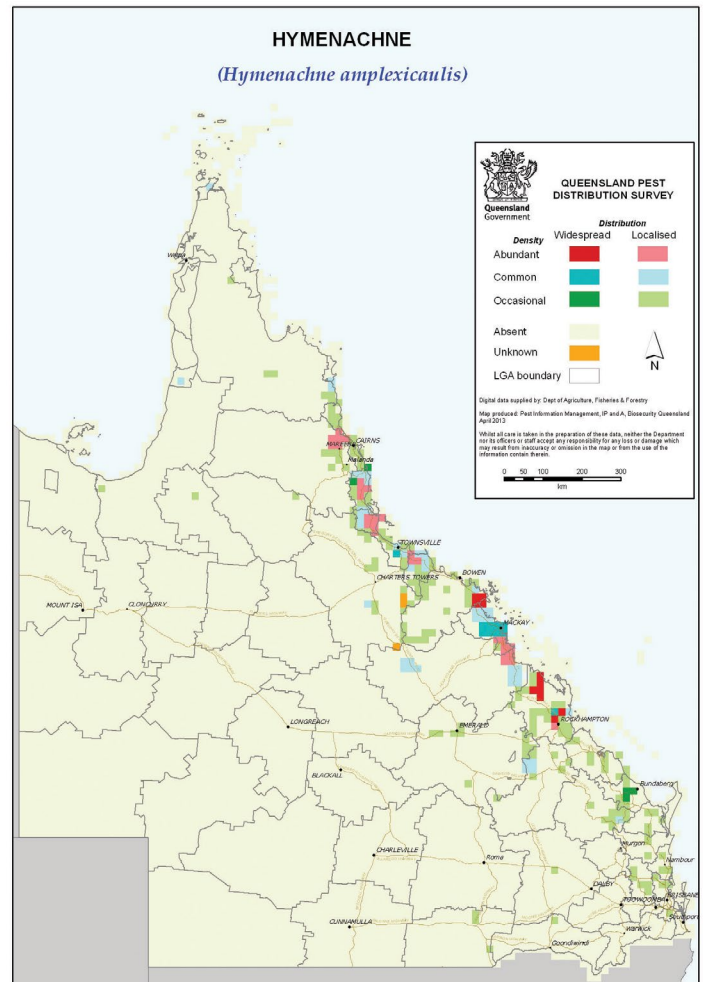 HYMENACHNE
(Hymenachne amplexicaulis)
Queensland
Government
QUEENSLAND PEST
DISTRIBUTION SURVEY
Distribution
Density
Widespread
Localised
Abundant
Common
Occasional
Absent
Unknown
LGA boundary
N
Digital data supplied by: Dept of Agriculture, Fisheries & Forestry
Map produced: Pest Information Management, IP and A, Biosecurity Queensland
April 2013
Whilst all care is taken in the preparation of these data, neither the Department
nor its officers or staff accept any responsibility for any loss or damage which
may result from inaccuracy or omission in the map or from the use of the
information contain therein.
0 50 100 200 300
km
CAIRNS
Malanda
TOWNSVILLE
CHARTERS TOWERS
BOWEN
MOUNT ISA
CLONCURRY
MACKAY
LONGREACH
EMERALD
ROCKHAMPTON
BLACKALL
Bundaberg
Murgon
CHARLEVILLE
Roma
Nambour
DALBY
BRISBANE
TOOWOOMBA
Southport
CUNNAMULLA
Warwick
Goondiwindi